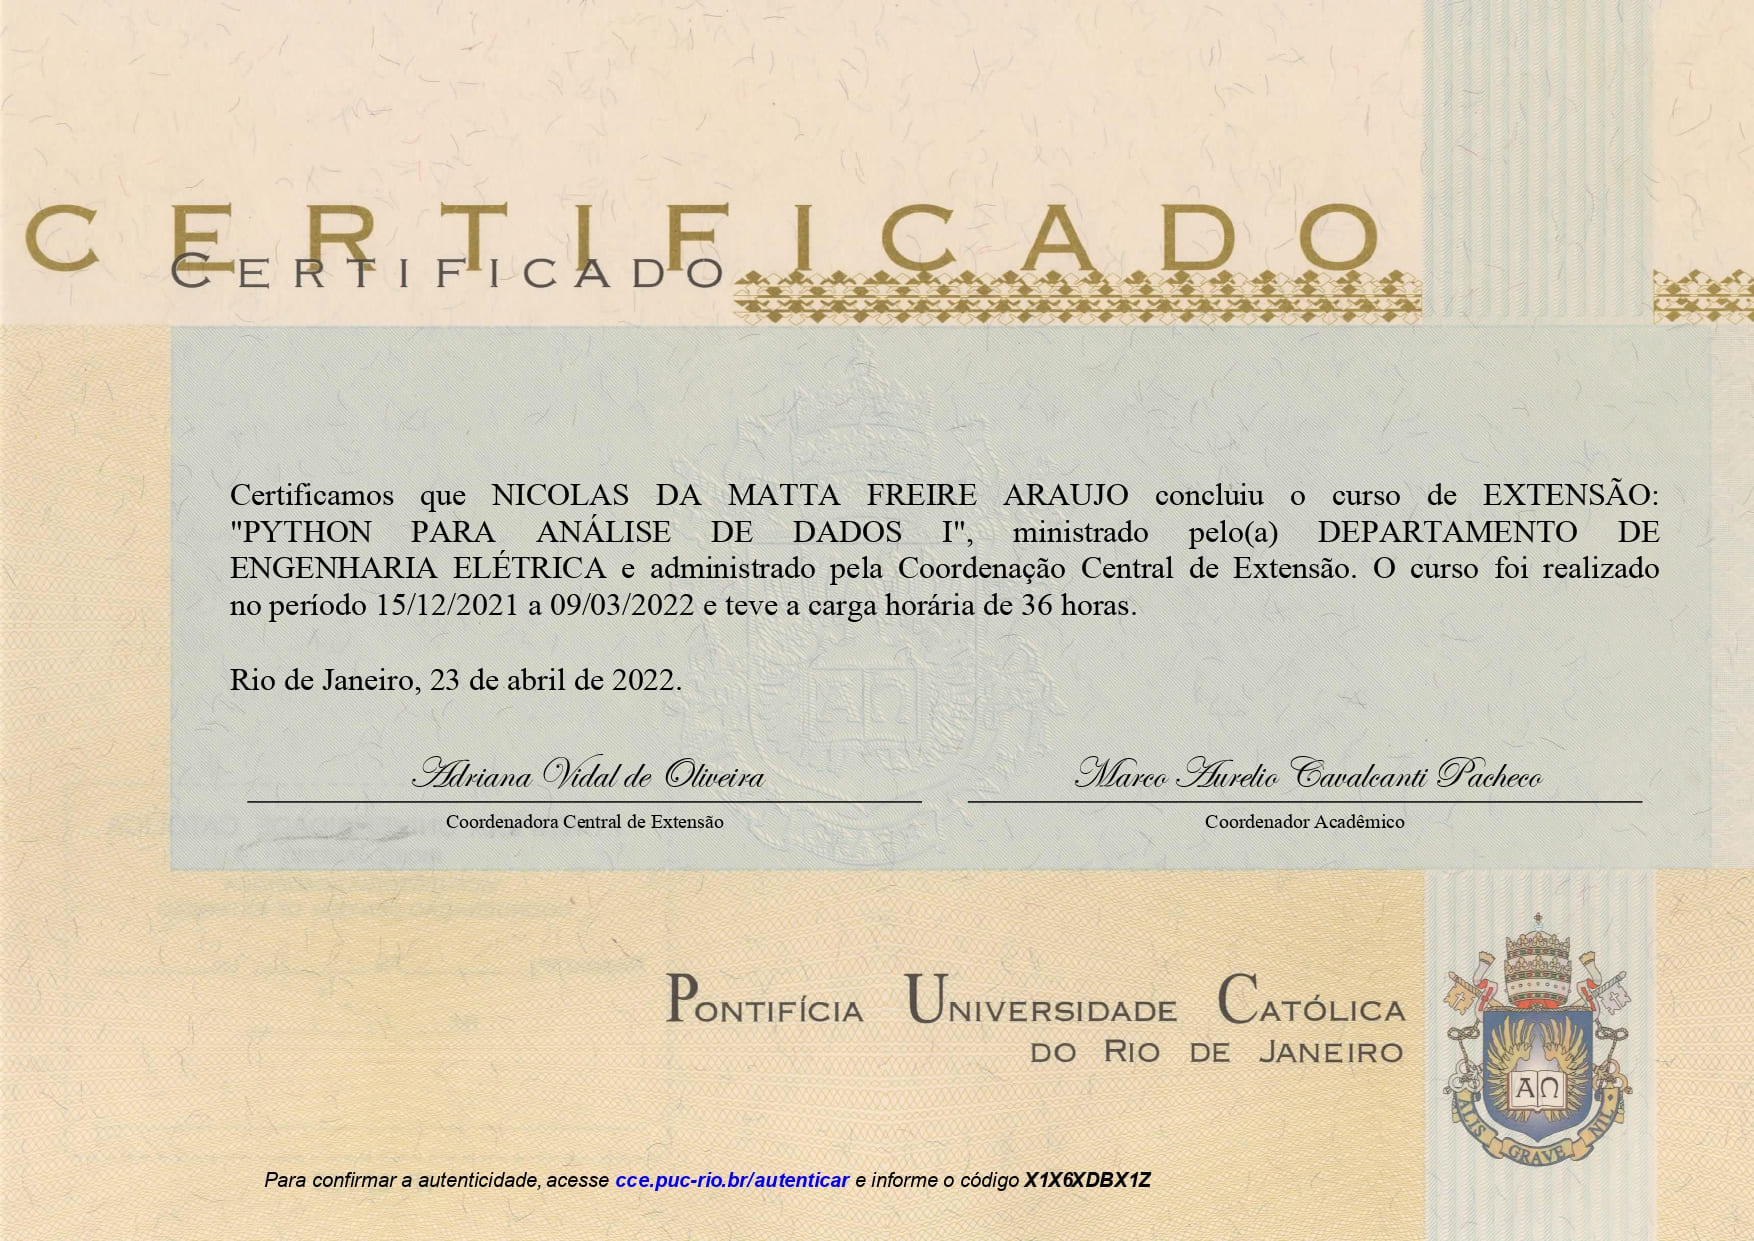 CERTIFICADO
CERTIFICADO
Certificamos que NICOLAS DA MATTA FREIRE ARAUJO concluiu o curso de EXTENSÃO:
"PYTHON PARA ANÁLISE DE DADOS I", ministrado pelo(a) DEPARTAMENTO DE
ENGENHARIA ELÉTRICA e administrado pela Coordenação Central de Extensão. O curso foi realizado
no período 15/12/2021 a 09/03/2022 e teve a carga horária de 36 horas.
Rio de Janeiro, 23 de abril de 2022.
Adriana Vidal de Oliveira
Coordenadora Central de Extensão
Marco Aurelio Cavalcanti Pacheco
Coordenador Acadêmico
PONTIFÍCIA UNIVERSIDADE CATÓLICA
DO RIO DE JANEIRO
ΑΩ
ALIS GRAVE NIL
Para confirmar a autenticidade, acesse cce.puc-rio.br/autenticar e informe o código X1X6XDBX1Z